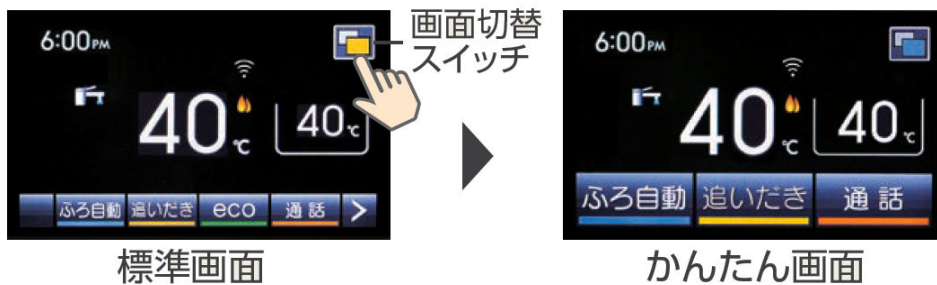 6:00PM
画面切替
スイッチ
40℃
40℃
ふろ自動 追いだき eco 通話 >
標準画面
6:00PM
40℃
40℃
ふろ自動 追いだき 通話
かんたん画面